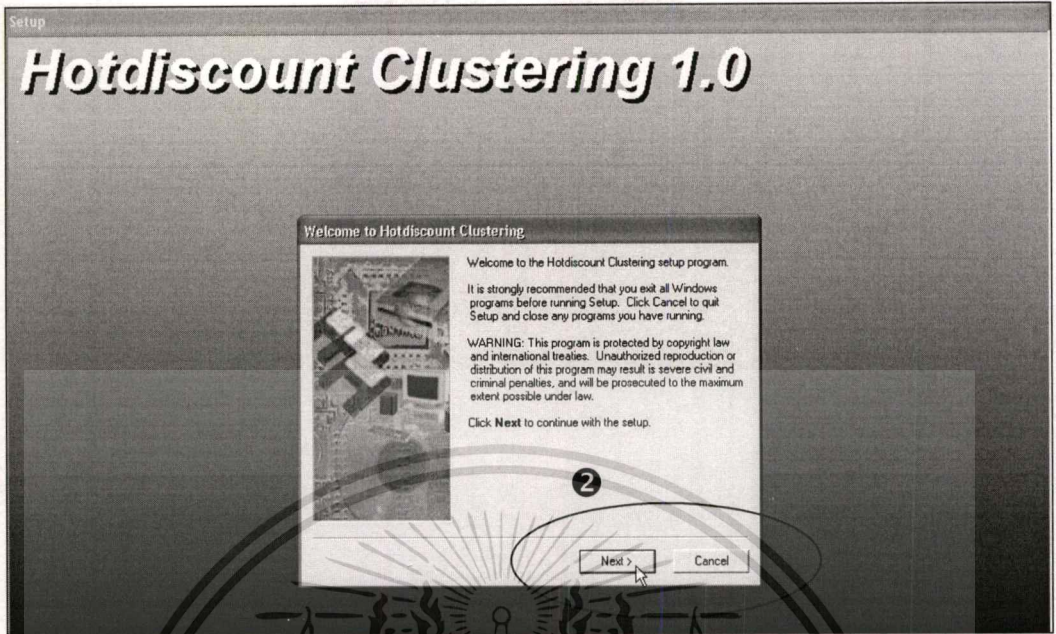 Setup
Hotdiscount Clustering 1.0
Welcome to Hotdiscount Clustering
Welcome to the Hotdiscount Clustering setup program.
It is strongly recommended that you exit all Windows
programs before running Setup. Click Cancel to quit
Setup and close any programs you have running.
WARNING: This program is protected by copyright law
and international treaties. Unauthorized reproduction or
distribution of this program may result is severe civil and
criminal penalties, and will be prosecuted to the maximum
extent possible under law.
Click Next to continue with the setup.
2
Next >
Cancel